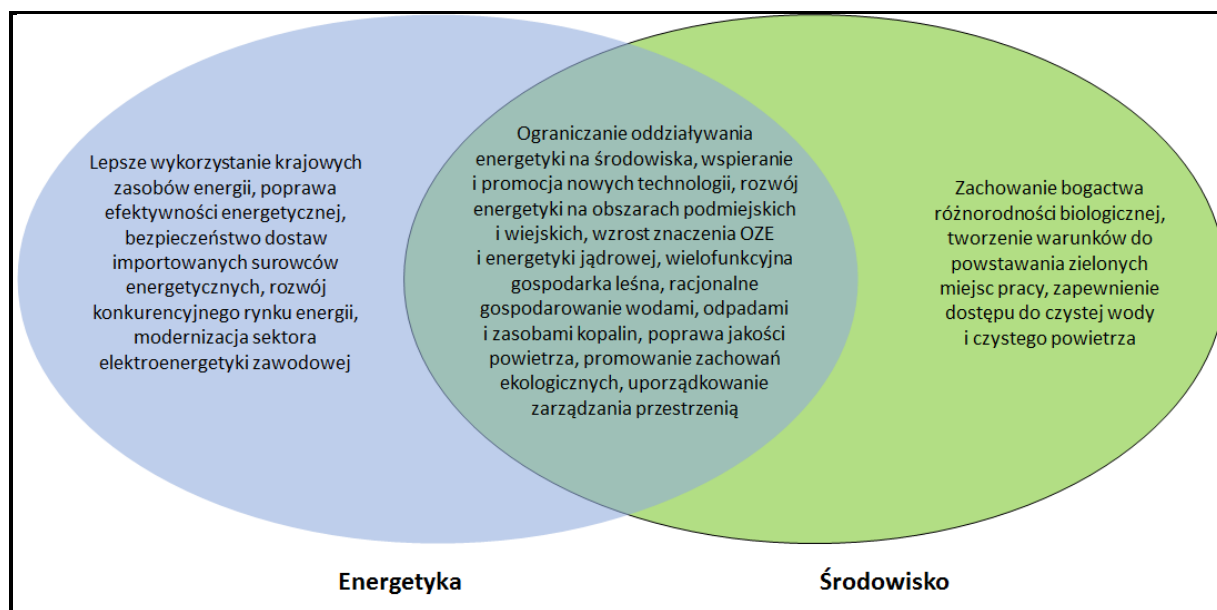 Lepsze wykorzystanie krajowych
zasobów energii, poprawa
efektywności energetycznej,
bezpieczeństwo dostaw
importowanych surowców
energetycznych, rozwój
konkurencyjnego rynku energii,
modernizacja sektora
elektroenergetyki zawodowej
Ograniczanie oddziaływania
energetyki na środowiska, wspieranie
i promocja nowych technologii, rozwój
energetyki na obszarach podmiejskich
i wiejskich, wzrost znaczenia OZE
i energetyki jądrowej, wielofunkcyjna
gospodarka leśna, racjonalne
gospodarowanie wodami, odpadami
i zasobami kopalin, poprawa jakości
powietrza, promowanie zachowań
ekologicznych, uporządkowanie
zarządzania przestrzenią
Zachowanie bogactwa
różnorodności biologicznej,
tworzenie warunków do
powstawania zielonych
miejsc pracy, zapewnienie
dostępu do czystej wody
i czystego powietrza
Energetyka
Środowisko